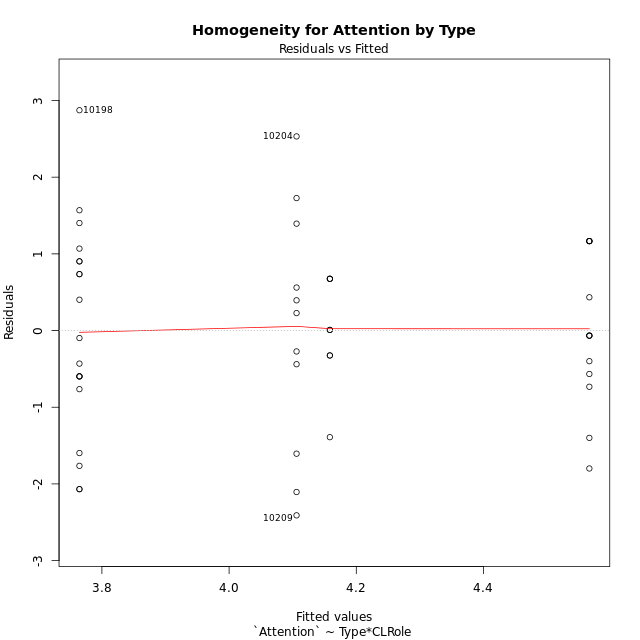 Homogeneity for Attention by Type
Residuals vs Fitted
3
2
1
0
-1
-2
-3
Residuals
10198
10204
10209
3.8 4.0 4.2 4.4
Fitted values
`Attention` ~ Type*CLRole